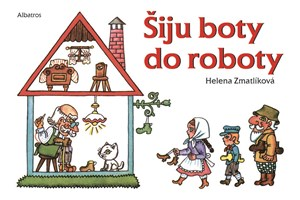 Albatros
Šiju boty
do roboty
Helena Zmatlíková